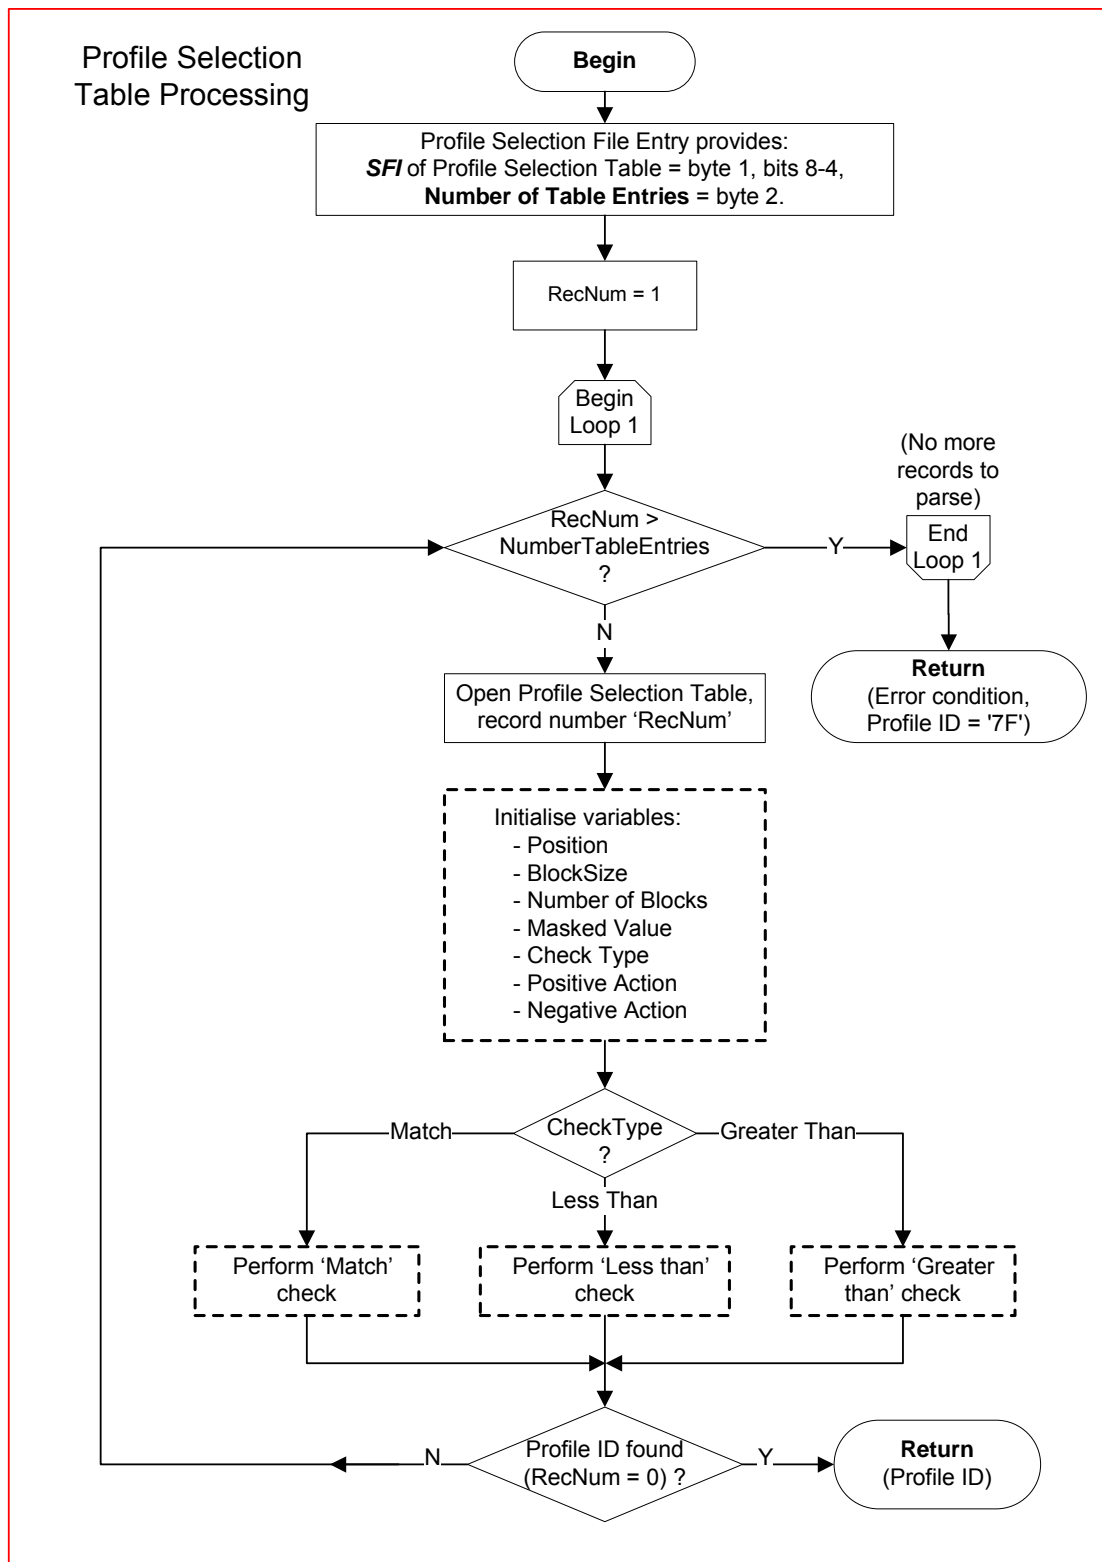 Profile Selection
Table Processing
Begin
Profile Selection File Entry provides:
SFI of Profile Selection Table = byte 1, bits 8-4,
Number of Table Entries = byte 2.
RecNum = 1
Begin
Loop 1
(No more
records to
parse)
RecNum >
NumberTableEntries
?
Y
End
Loop 1
N
Return
(Error condition,
Profile ID = '7F')
Open Profile Selection Table,
record number ‘RecNum’
Initialise variables:
- Position
- BlockSize
- Number of Blocks
- Masked Value
- Check Type
- Positive Action
- Negative Action
Match
CheckType
?
Greater Than
Less Than
Perform ‘Match’
check
Perform ‘Less than’
check
Perform ‘Greater
than’ check
N
Profile ID found
(RecNum = 0) ?
Y
Return
(Profile ID)